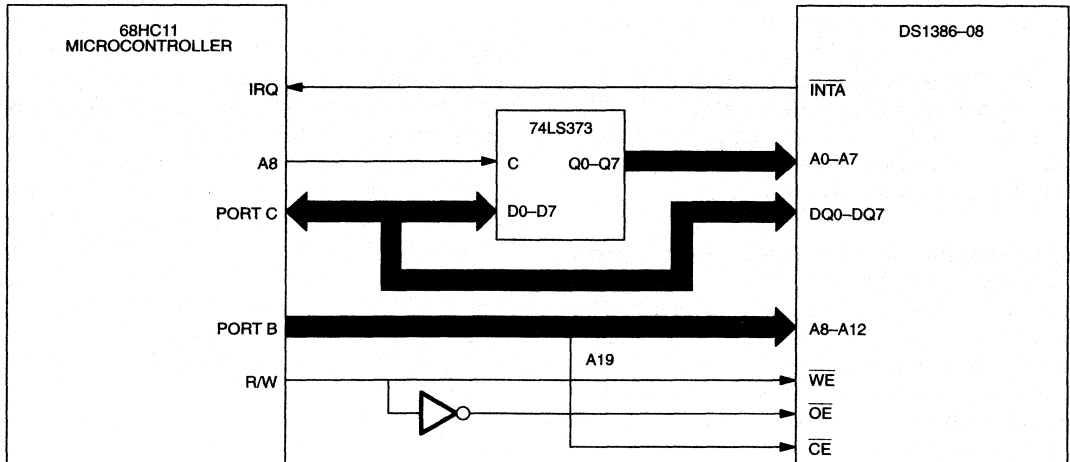 68HC11
MICROCONTROLLER
DS1386–08
IRQ
INTA
74LS373
A8
C
Q0–Q7
A0–A7
PORT C
D0–D7
DQ0–DQ7
PORT B
A8–A12
A19
R/W
WE
OE
CE